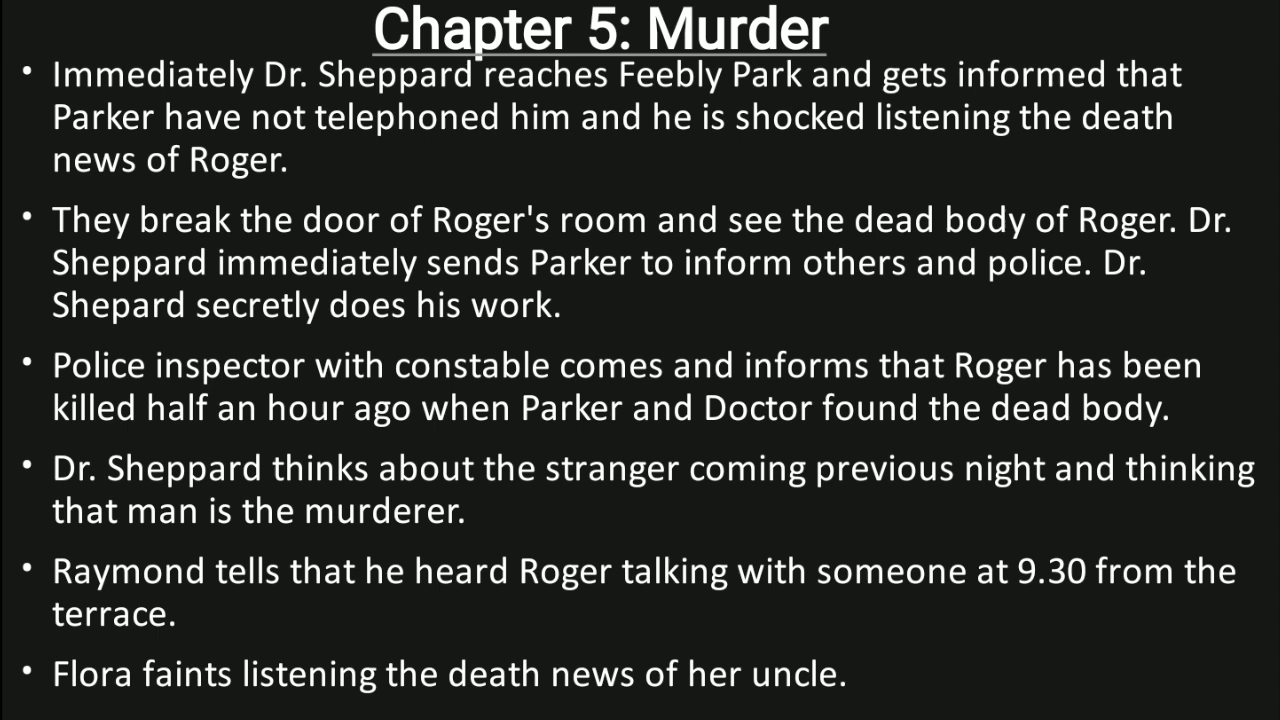 Chapter 5: Murder
• Immediately Dr. Sheppard reaches Feebly Park and gets informed that
Parker have not telephoned him and he is shocked listening the death
news of Roger.
• They break the door of Roger's room and see the dead body of Roger. Dr.
Sheppard immediately sends Parker to inform others and police. Dr.
Shepard secretly does his work.
• Police inspector with constable comes and informs that Roger has been
killed half an hour ago when Parker and Doctor found the dead body.
• Dr. Sheppard thinks about the stranger coming previous night and thinking
that man is the murderer.
• Raymond tells that he heard Roger talking with someone at 9.30 from the
terrace.
• Flora faints listening the death news of her uncle.